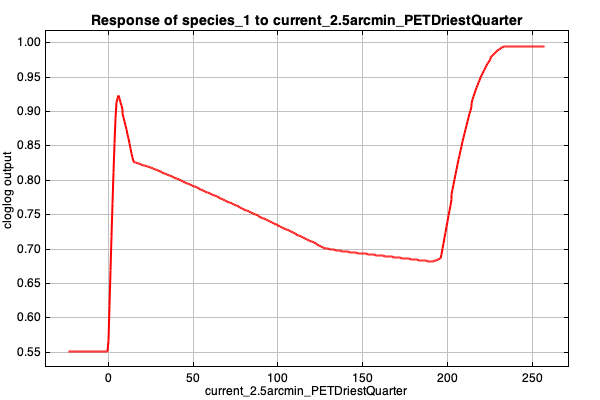 Response of species_1 to current_2.5arcmin_PETDriestQuarter
1.00
0.95
0.90
0.85
0.80
0.75
0.70
0.65
0.60
0.55
cloglog output
0 50 100 150 200 250
current_2.5arcmin_PETDriestQuarter